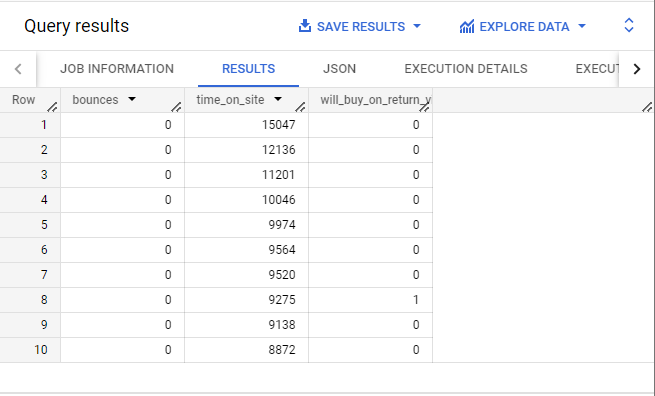 Query results SAVE RESULTS EXPLORE DATA
JOB INFORMATION RESULTS JSON EXECUTION DETAILS EXECUT
Row bounces time_on_site will_buy_on_return_v
1 0 15047 0
2 0 12136 0
3 0 11201 0
4 0 10046 0
5 0 9974 0
6 0 9564 0
7 0 9520 0
8 0 9275 1
9 0 9138 0
10 0 8872 0